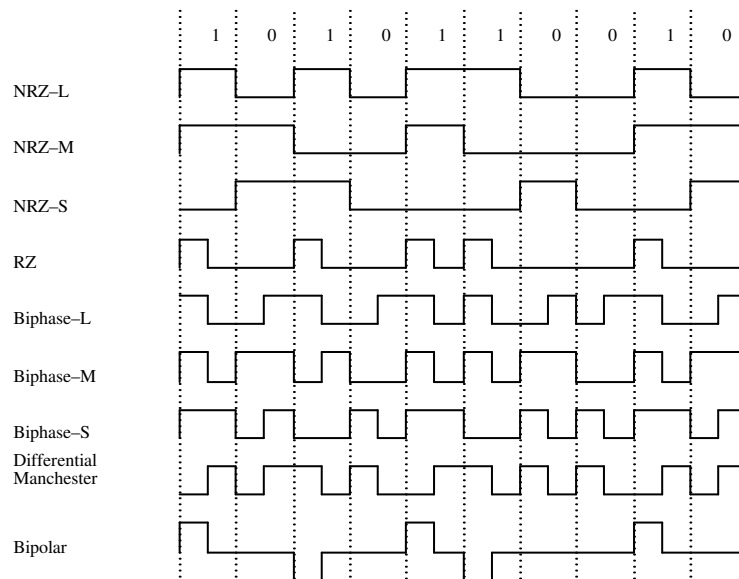 1 0 1 0 1 1 0 0 1 0
NRZ–L
NRZ–M
NRZ–S
RZ
Biphase–L
Biphase–M
Biphase–S
Differential
Manchester
Bipolar